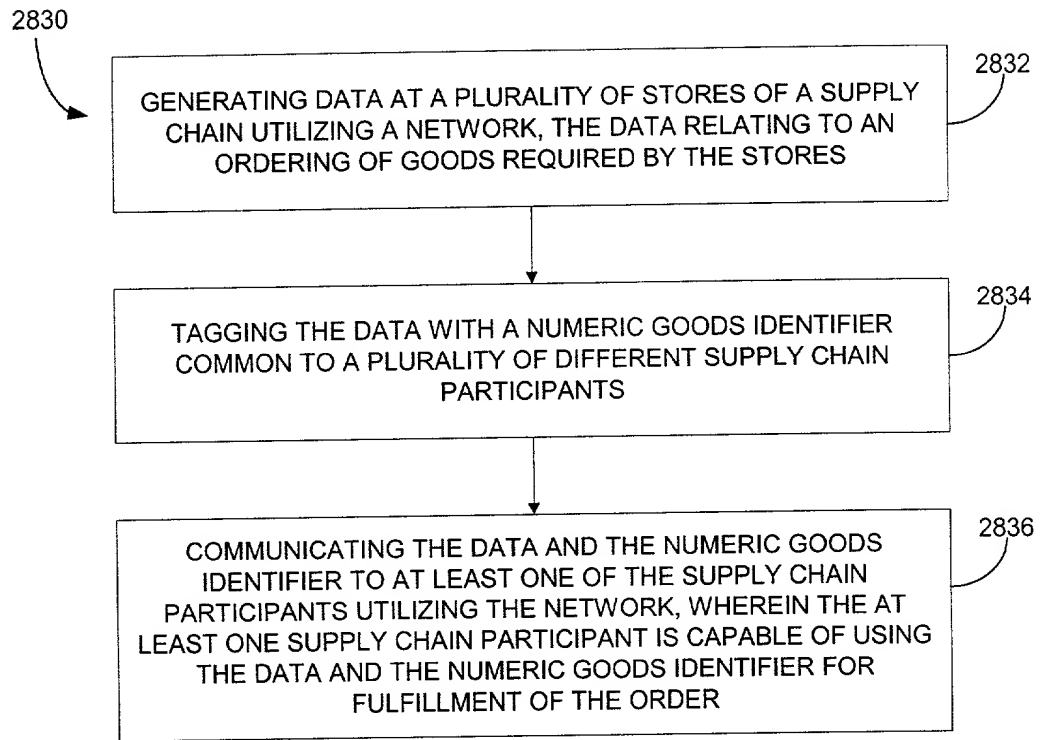 2830
2832
GENERATING DATA AT A PLURALITY OF STORES OF A SUPPLY
CHAIN UTILIZING A NETWORK, THE DATA RELATING TO AN
ORDERING OF GOODS REQUIRED BY THE STORES
2834
TAGGING THE DATA WITH A NUMERIC GOODS IDENTIFIER
COMMON TO A PLURALITY OF DIFFERENT SUPPLY CHAIN
PARTICIPANTS
2836
COMMUNICATING THE DATA AND THE NUMERIC GOODS
IDENTIFIER TO AT LEAST ONE OF THE SUPPLY CHAIN
PARTICIPANTS UTILIZING THE NETWORK, WHEREIN THE AT
LEAST ONE SUPPLY CHAIN PARTICIPANT IS CAPABLE OF USING
THE DATA AND THE NUMERIC GOODS IDENTIFIER FOR
FULFILLMENT OF THE ORDER